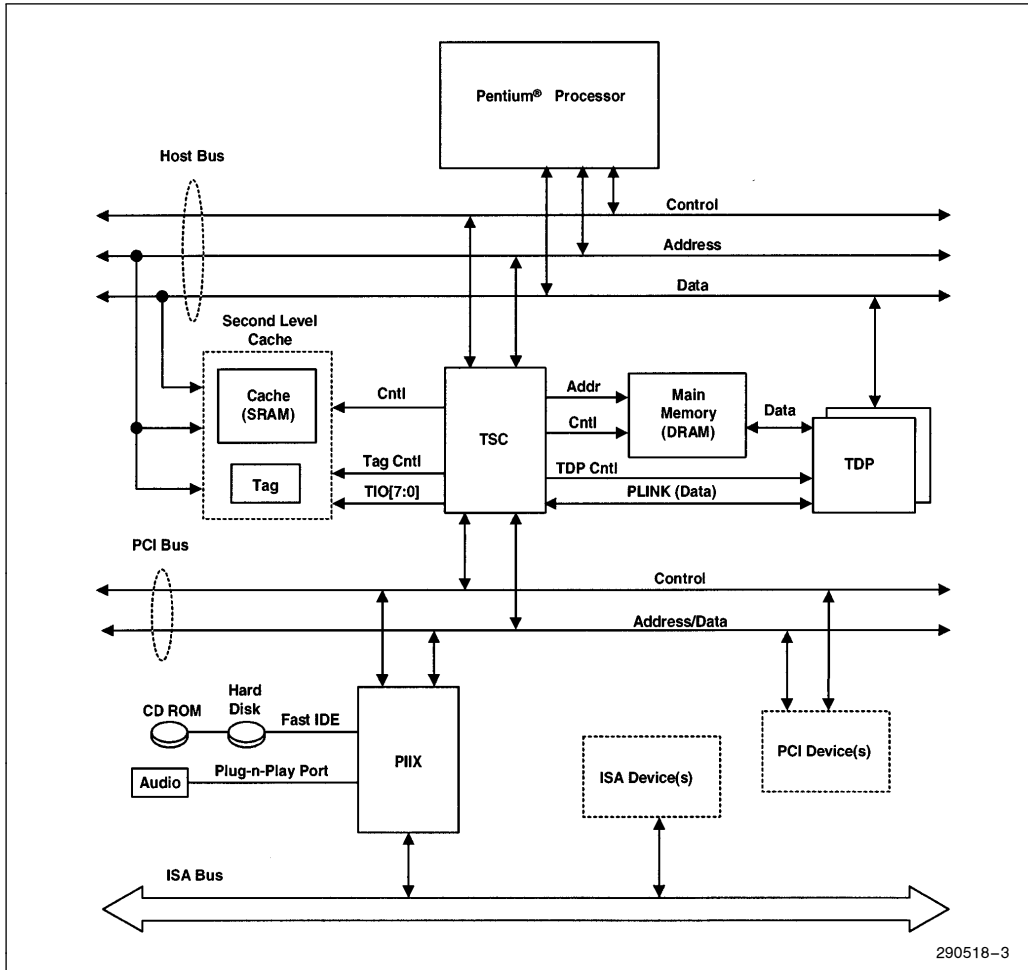 Pentium® Processor
Host Bus
Control
Address
Data
Second Level
Cache
Cache
(SRAM)
Tag
Cntl
Tag Cntl
TIO[7:0]
TSC
Addr
Cntl
Main
Memory
(DRAM)
Data
TDP Cntl
PLINK (Data)
TDP
PCI Bus
Control
Address/Data
CD ROM
Hard
Disk
Fast IDE
Audio
Plug-n-Play Port
PIIX
ISA Device(s)
PCI Device(s)
ISA Bus
290518–3